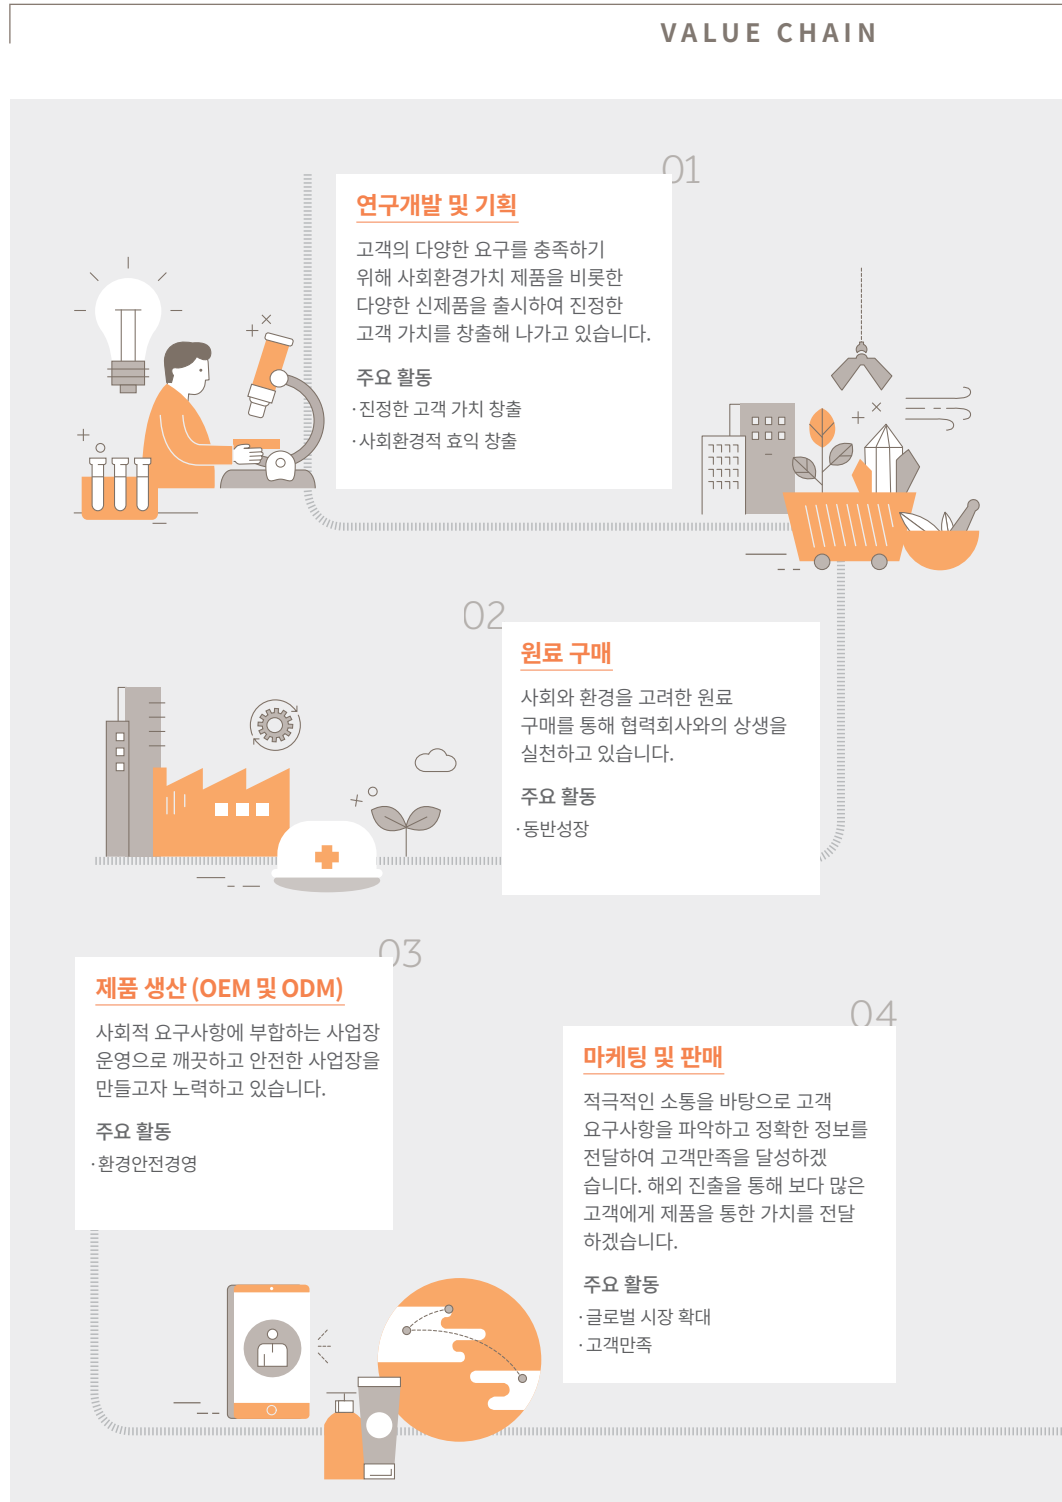 VALUE CHAIN
01
연구개발 및 기획
고객의 다양한 요구를 충족하기
위해 사회환경가치 제품을 비롯한
다양한 신제품을 출시하여 진정한
고객 가치를 창출해 나가고 있습니다.
주요 활동
·진정한 고객 가치 창출
·사회환경적 효익 창출
02
원료 구매
사회와 환경을 고려한 원료
구매를 통해 협력회사와의 상생을
실천하고 있습니다.
주요 활동
·동반성장
03
제품 생산 (OEM 및 ODM)
사회적 요구사항에 부합하는 사업장
운영으로 깨끗하고 안전한 사업장을
만들고자 노력하고 있습니다.
주요 활동
·환경안전경영
04
마케팅 및 판매
적극적인 소통을 바탕으로 고객
요구사항을 파악하고 정확한 정보를
전달하여 고객만족을 달성하겠
습니다. 해외 진출을 통해 보다 많은
고객에게 제품을 통한 가치를 전달
하겠습니다.
주요 활동
·글로벌 시장 확대
·고객만족